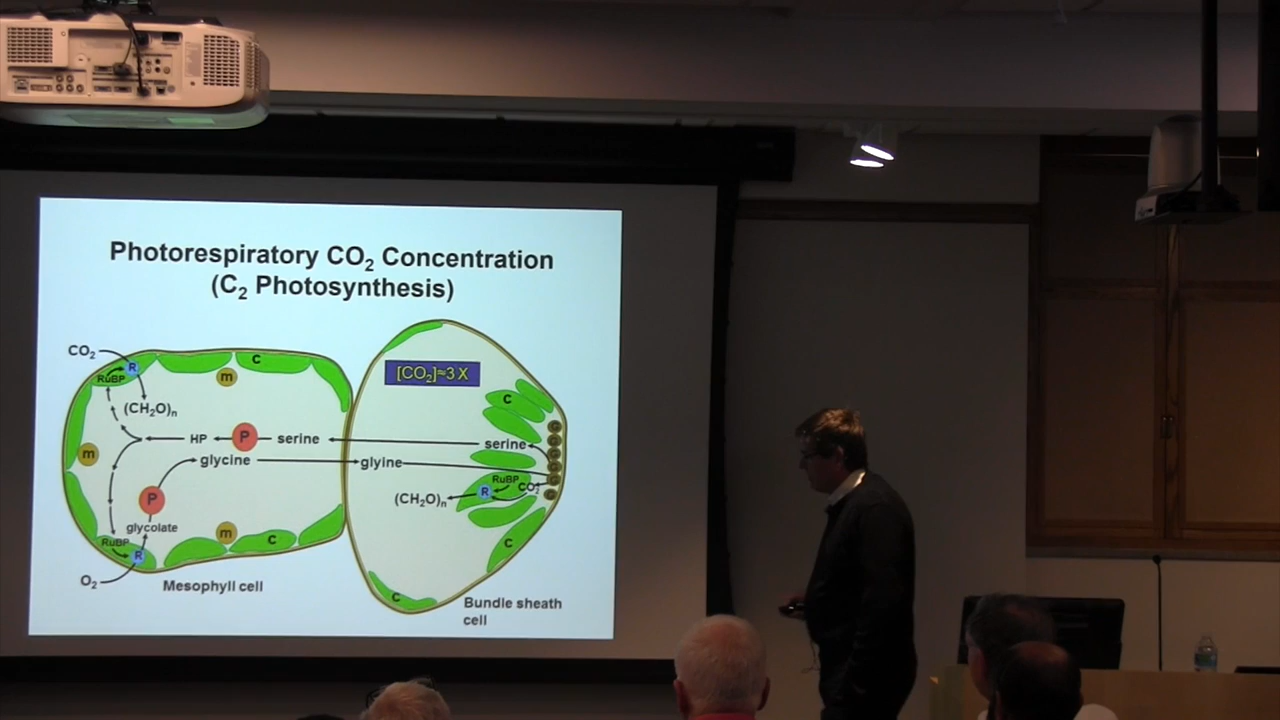 Photorespiratory CO₂ Concentration
(C₂ Photosynthesis)
CO₂
R
RuBP
C
m
(CH₂O)ₙ
HP
P
serine
glycine
m
P
glycolate
RuBP
R
m
C
O₂
Mesophyll cell
[CO₂]≈3 X
C
serine
glyine
RuBP
CO₂
R
(CH₂O)ₙ
C
C
Bundle sheath
cell